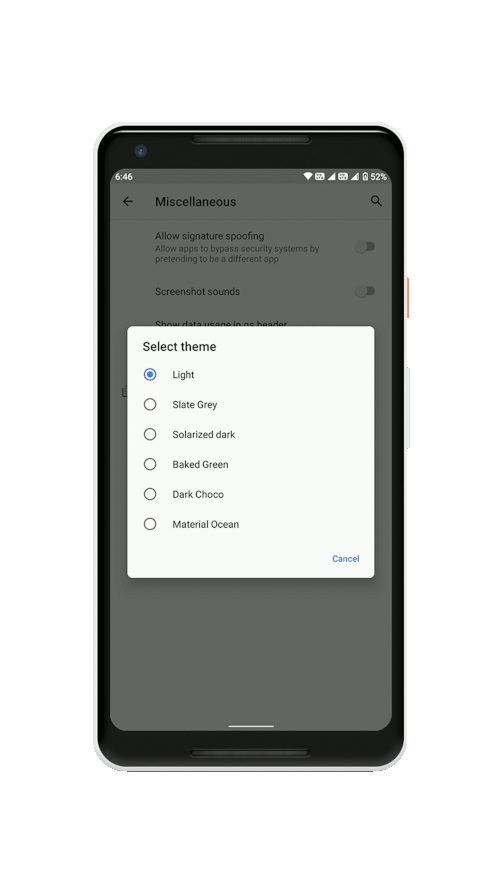 6:46
52%
Miscellaneous
Allow signature spoofing
Allow apps to bypass security systems by
pretending to be a different app
Screenshot sounds
Show data usage in qs header
Select theme
Light
Slate Grey
Solarized dark
Baked Green
Dark Choco
Material Ocean
Cancel